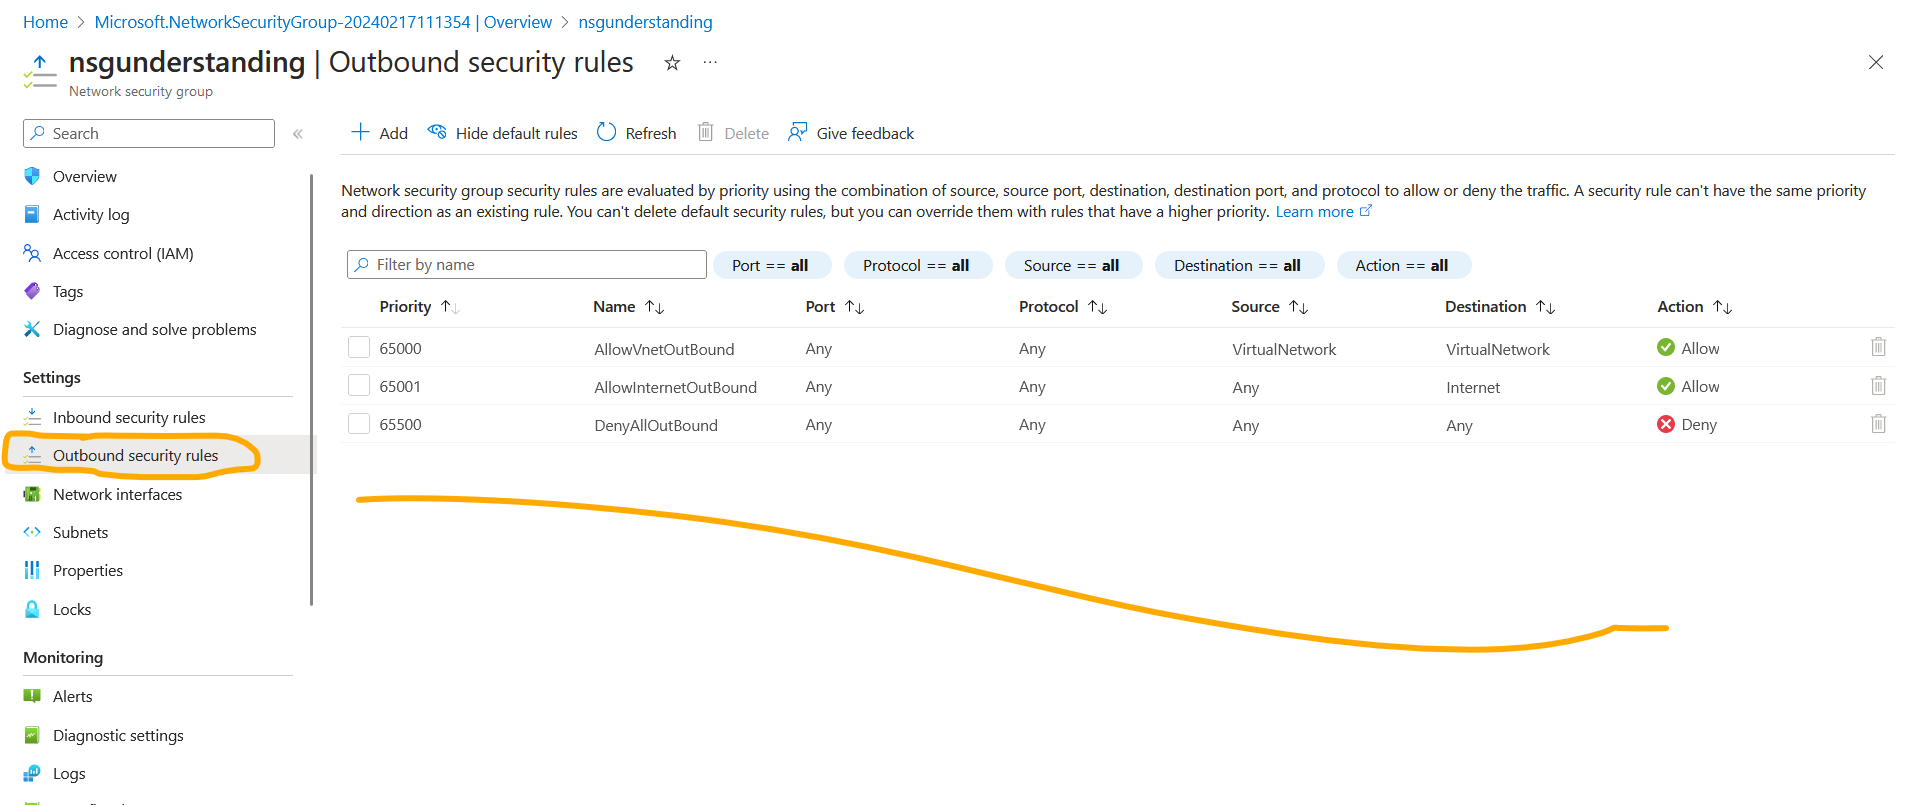 Home > Microsoft.NetworkSecurityGroup-20240217111354 | Overview > nsgunderstanding
nsgunderstanding | Outbound security rules
Network security group
Search
Overview
Activity log
Access control (IAM)
Tags
Diagnose and solve problems
Settings
Inbound security rules
Outbound security rules
Network interfaces
Subnets
Properties
Locks
Monitoring
Alerts
Diagnostic settings
Logs
Add Hide default rules Refresh Delete Give feedback
Network security group security rules are evaluated by priority using the combination of source, source port, destination, destination port, and protocol to allow or deny the traffic. A security rule can't have the same priority
and direction as an existing rule. You can't delete default security rules, but you can override them with rules that have a higher priority. Learn more
Filter by name Port == all Protocol == all Source == all Destination == all Action == all
Priority Name Port Protocol Source Destination Action
65000 AllowVnetOutBound Any Any VirtualNetwork VirtualNetwork Allow
65001 AllowInternetOutBound Any Any Any Internet Allow
65500 DenyAllOutBound Any Any Any Any Deny